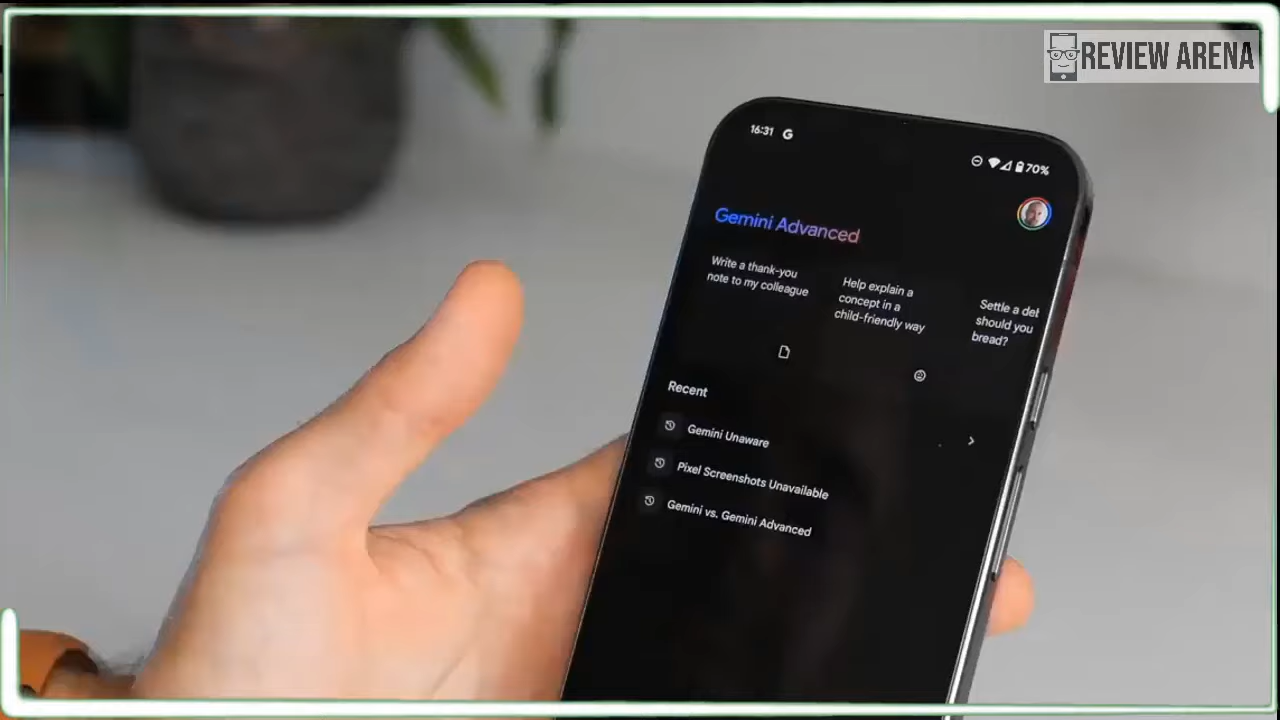 REVIEW ARENA
16:31 G
70%
Gemini Advanced
Write a thank-you
note to my colleague
Help explain a
concept in a
child-friendly way
Settle a
should you
bread?
Recent
Gemini Unaware
Pixel Screenshots Unavailable
Gemini vs. Gemini Advanced